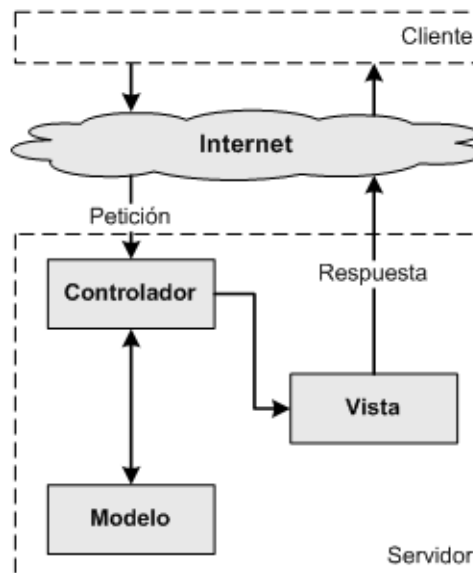 Cliente
Internet
Petición
Controlador
Respuesta
Vista
Modelo
Servidor